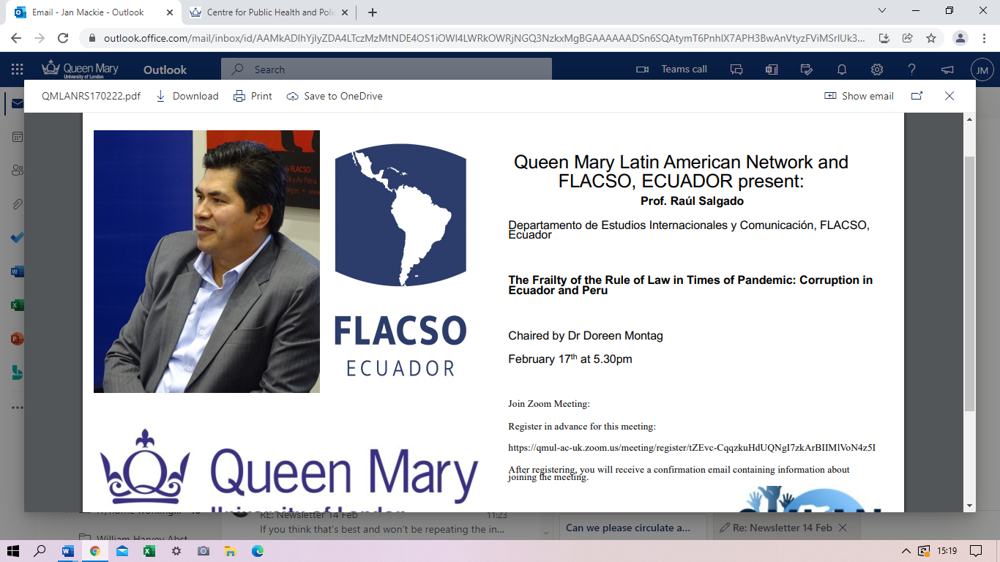 Email - Jan Mackie - Outlook
Centre for Public Health and Poli
outlook.office.com/mail/inbox/id/
Queen Mary
University of London
Outlook
Search
Teams call
JM
QMLANRS170222.pdf
Download
Print
Save to OneDrive
Show email
FLACSO
FLACSO
ECUADOR
Queen Mary Latin American Network and
FLACSO, ECUADOR present:
Prof. Raúl Salgado
Departamento de Estudios Internacionales y Comunicación, FLACSO,
Ecuador
The Frailty of the Rule of Law in Times of Pandemic: Corruption in
Ecuador and Peru
Chaired by Dr Doreen Montag
February 17th at 5.30pm
Join Zoom Meeting:
Register in advance for this meeting:
https://qmul-ac-uk.zoom.us/meeting/register/tZEvc-CqqzkuHdUQNgI7zkArBIIMlVoN4z5I
After registering, you will receive a confirmation email containing information about
joining the meeting.
Queen Mary
University of London
RE: Newsletter 14 Feb
11:23
If you think that's best and won't be repeating the in...
William Harvey Abst...
Can we please circulate a...
Re: Newsletter 14 Feb
15:19